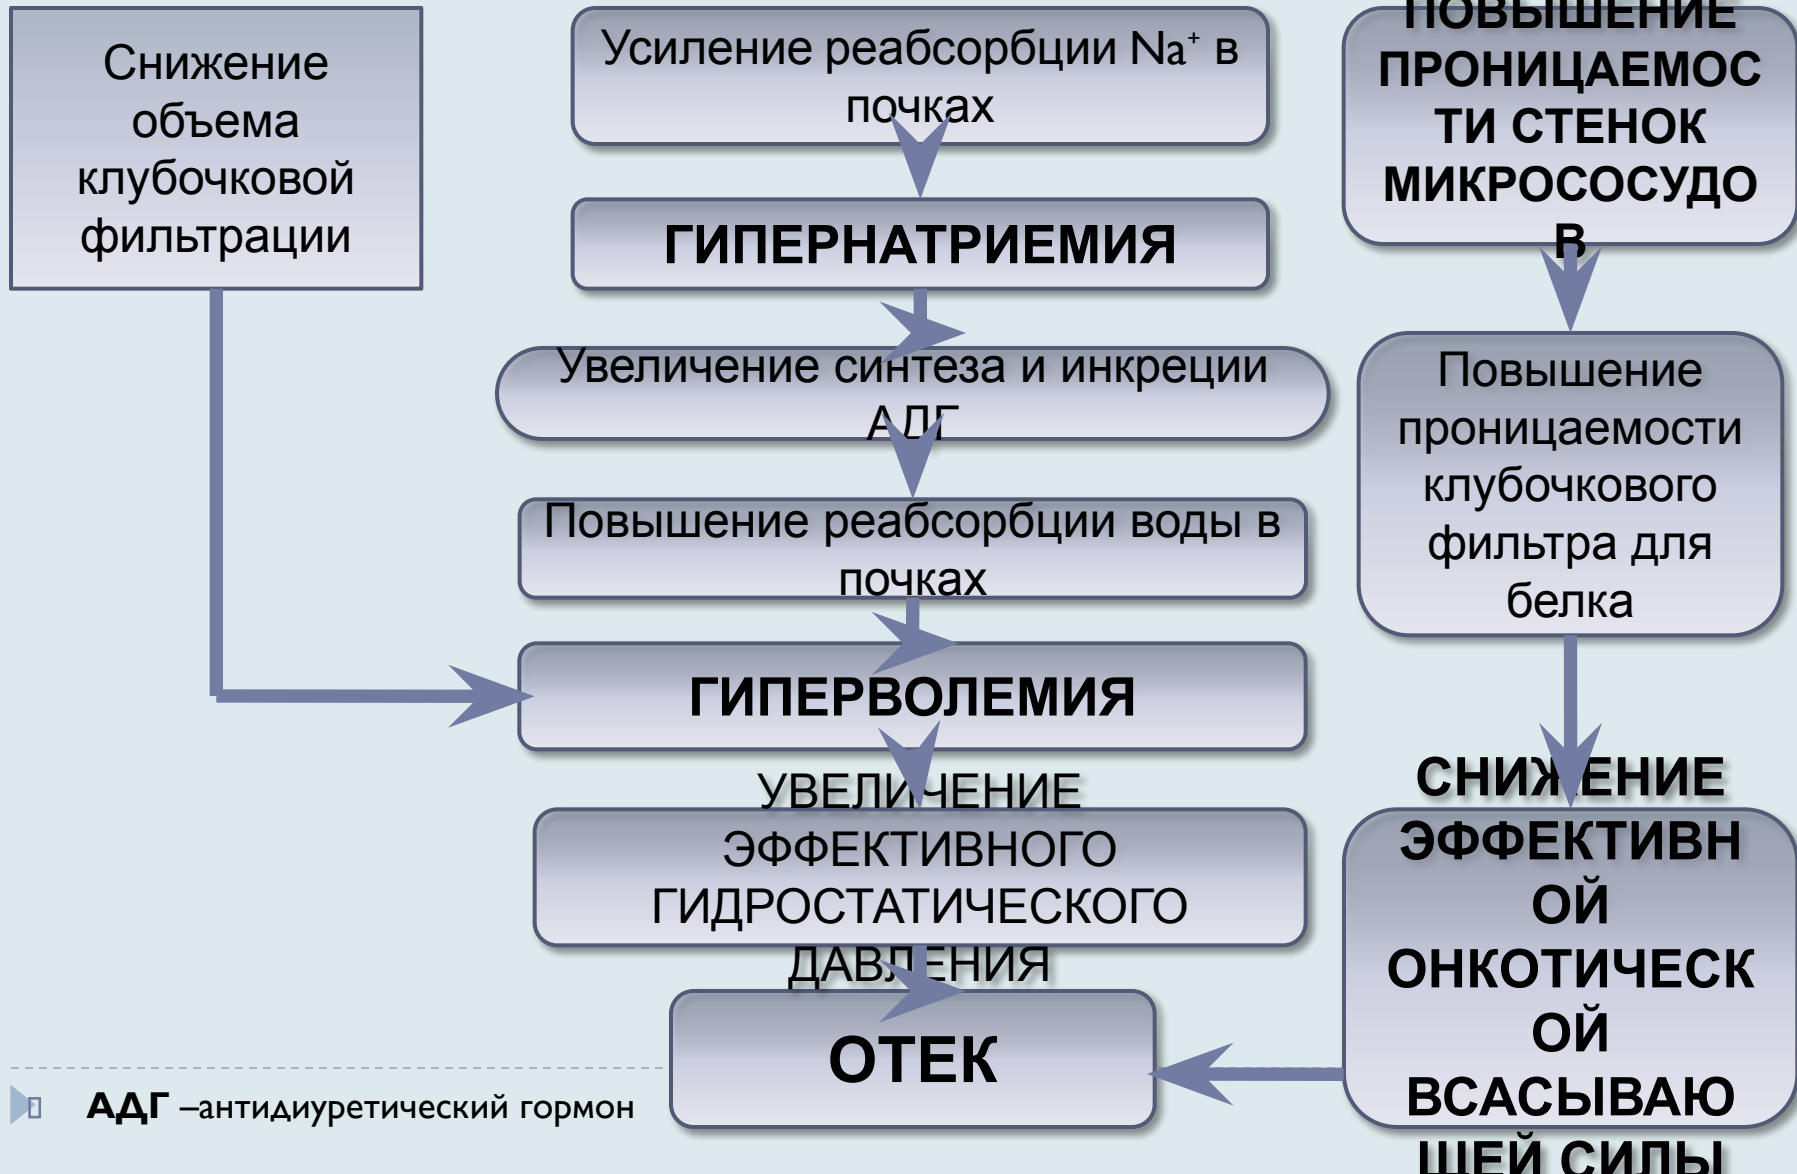 Снижение
объема
клубочковой
фильтрации
Усиление реабсорбции Na⁺ в
почках
ГИПЕРНАТРИЕМИЯ
Увеличение синтеза и инкреции
АДГ
Повышение реабсорбции воды в
почках
ГИПЕРВОЛЕМИЯ
УВЕЛИЧЕНИЕ
ЭФФЕКТИВНОГО
ГИДРОСТАТИЧЕСКОГО
ДАВЛЕНИЯ
ОТЕК
ПОВЫШЕНИЕ
ПРОНИЦАЕМОС
ТИ СТЕНОК
МИКРОСОСУДО
В
Повышение
проницаемости
клубочкового
фильтра для
белка
СНИЖЕНИЕ
ЭФФЕКТИВН
ОЙ
ОНКОТИЧЕСК
ОЙ
ВСАСЫВАЮ
ЩЕЙ СИЛЫ
АДГ –антидиуретический гормон